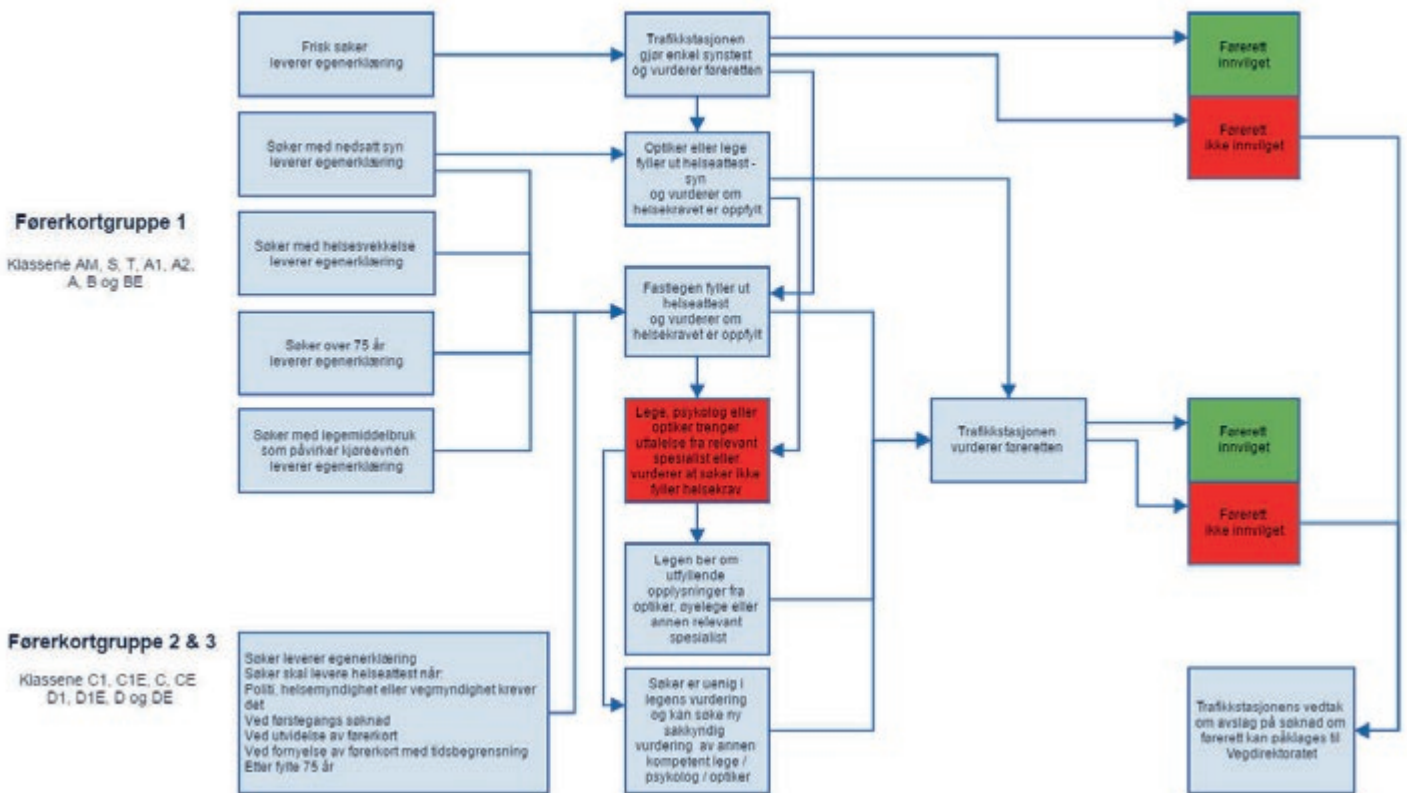 Frisk søker
leverer egenerklæring
Trafikkstasjonen
gjør enkel synstest
og vurderer føreretten
Førerett
innvilget
Førerett
ikke innvilget
Søker med nedsatt syn
leverer egenerklæring
Optiker eller lege
fyller ut helseattest -
syn
og vurderer om
helsekravet er oppfylt
Førerkortgruppe 1
Klassene AM, S, T, A1, A2,
A, B og BE
Søker med helsesvekkelse
leverer egenerklæring
Fastlegen fyller ut
helseattest
og vurderer om
helsekravet er oppfylt
Søker over 75 år
leverer egenerklæring
Søker med legemiddelbruk
som påvirker kjøreevnen
leverer egenerklæring
Lege, psykolog eller
optiker trenger
uttalelse fra relevant
spesialist eller
vurderer at søker ikke
fyller helsekrav
Trafikkstasjonen
vurderer føreretten
Førerett
innvilget
Førerett
ikke innvilget
Legen ber om
utfyllende
opplysninger fra
optiker, øyelege eller
annen relevant
spesialist
Førerkortgruppe 2 & 3
Klassene C1, C1E, C, CE
D1, D1E, D og DE
Søker leverer egenerklæring
Søker skal levere helseattest når:
Politi, helsemyndighet eller vegmyndighet krever
det
Ved førstegangs søknad
Ved utvidelse av førerkort
Ved fornyelse av førerkort med tidsbegrensning
Etter fylte 75 år
Søker er uenig i
legens vurdering
og kan søke ny
sakkyndig
vurdering av annen
kompetent lege /
psykolog / optiker
Trafikkstasjonens vedtak
om avslag på søknad om
førerett kan påklages til
Vegdirektoratet